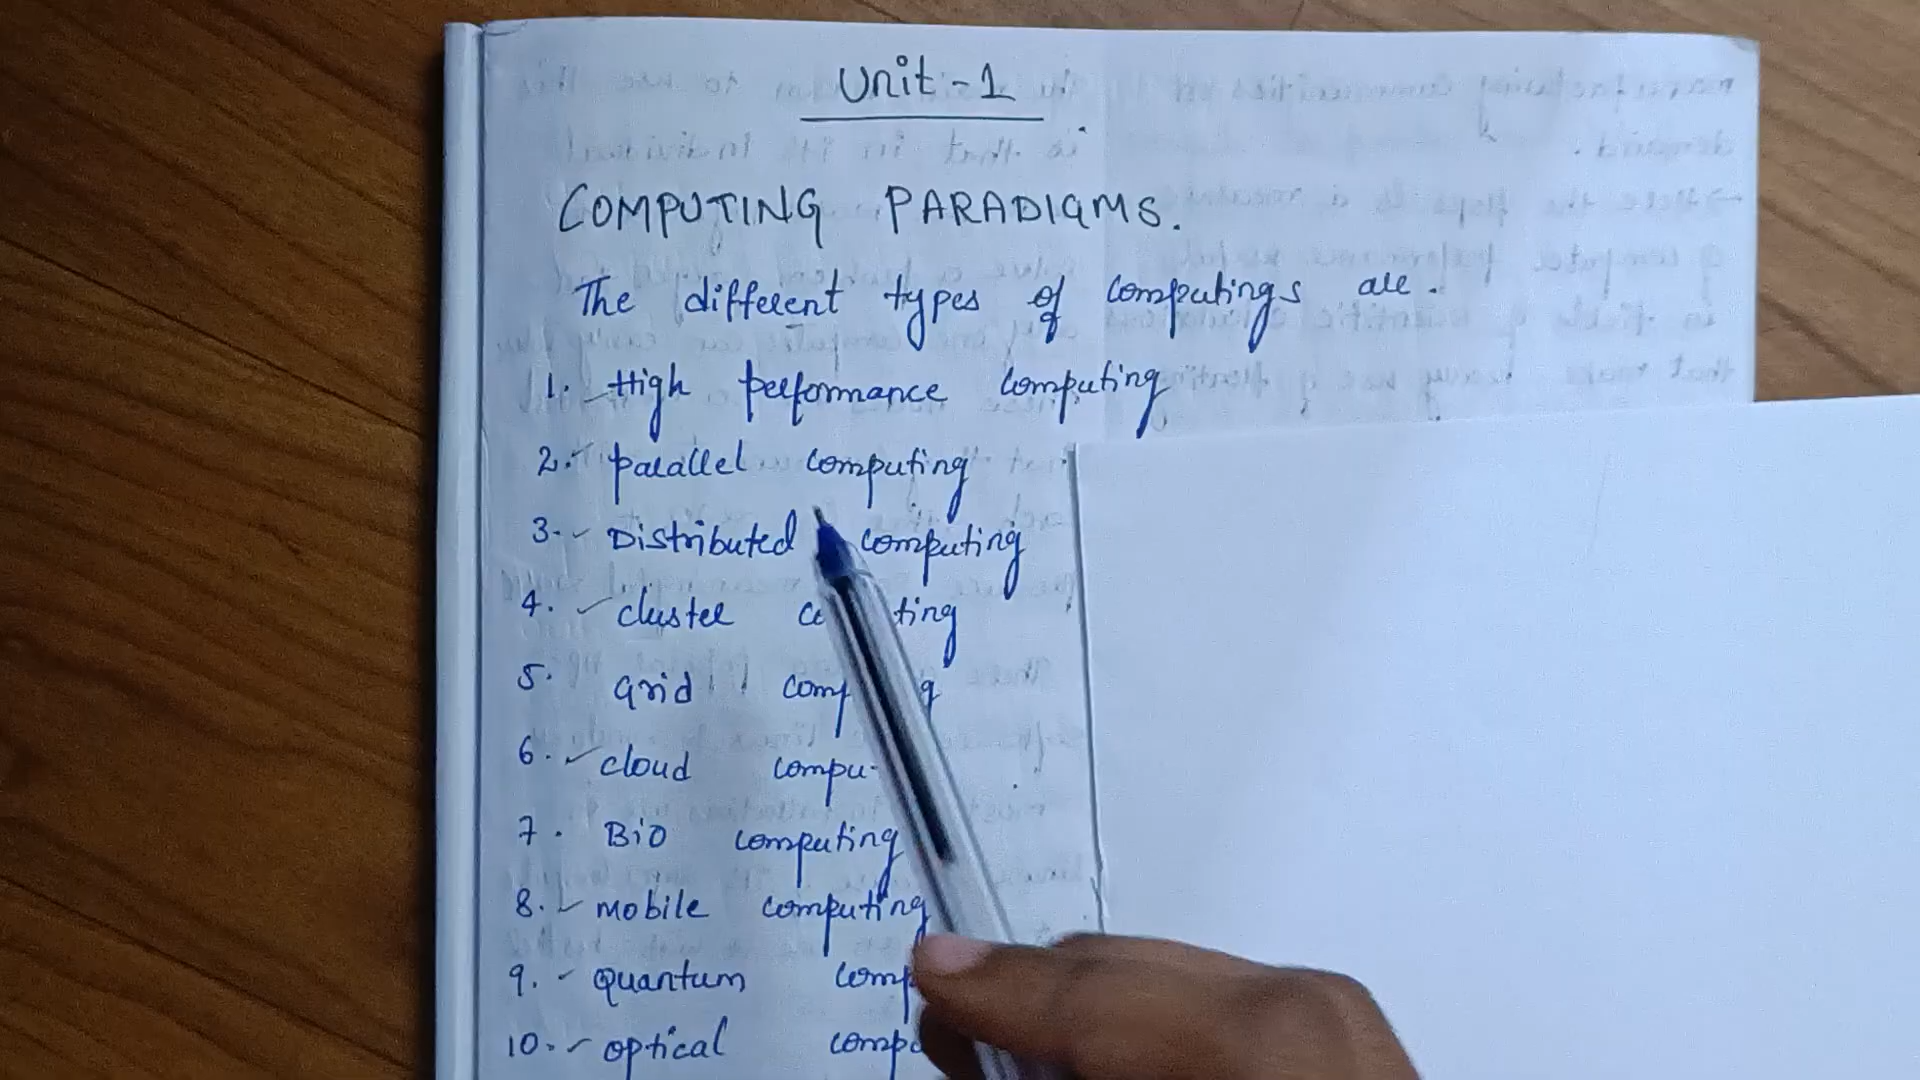 Unit-1
COMPUTING PARADIGMS.
The different types of computings are.
1. High performance computing
2. parallel computing
3. Distributed computing
4. cluster
5. Grid
6. cloud
7. Bio computing
8. mobile computing
9. quantum
10. optical